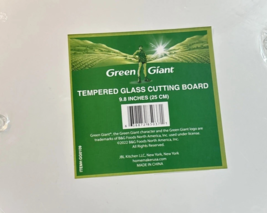 Green Giant
TEMPERED GLASS CUTTING BOARD
9.8 INCHES (25 CM)
Green Giant, the Green Giant character and the Green Giant logo are
trademarks of B&G Foods North America, Inc. used under license.
©2022 B&G Foods North America, Inc.
All Rights Reserved.
JBL Kitchen LLC, New York, New York
MADE IN CHINA